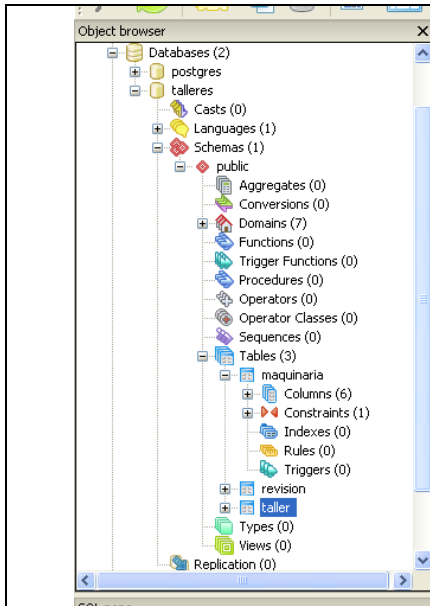 Object browser
Databases (2)
postgres
talleres
Casts (0)
Languages (1)
Schemas (1)
public
Aggregates (0)
Conversions (0)
Domains (7)
Functions (0)
Trigger Functions (0)
Procedures (0)
Operators (0)
Operator Classes (0)
Sequences (0)
Tables (3)
maquinaria
Columns (6)
Constraints (1)
Indexes (0)
Rules (0)
Triggers (0)
revision
taller
Types (0)
Views (0)
Replication (0)